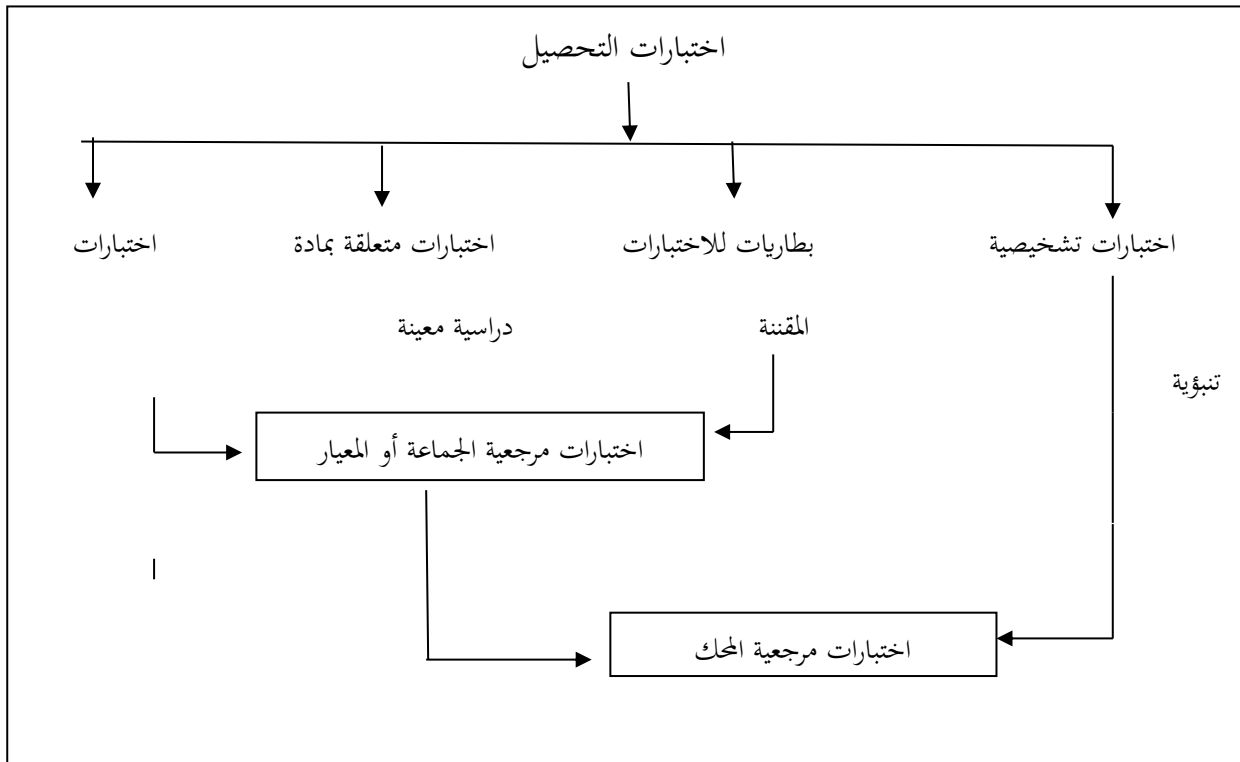 اختبارات التحصيل
اختبارات تشخيصية
بطاريات للاختبارات
اختبارات متعلقة بمادة
اختبارات
المقننة
دراسية معينة
تنبؤية
اختبارات مرجعية الجماعة أو المعيار
اختبارات مرجعية المحك